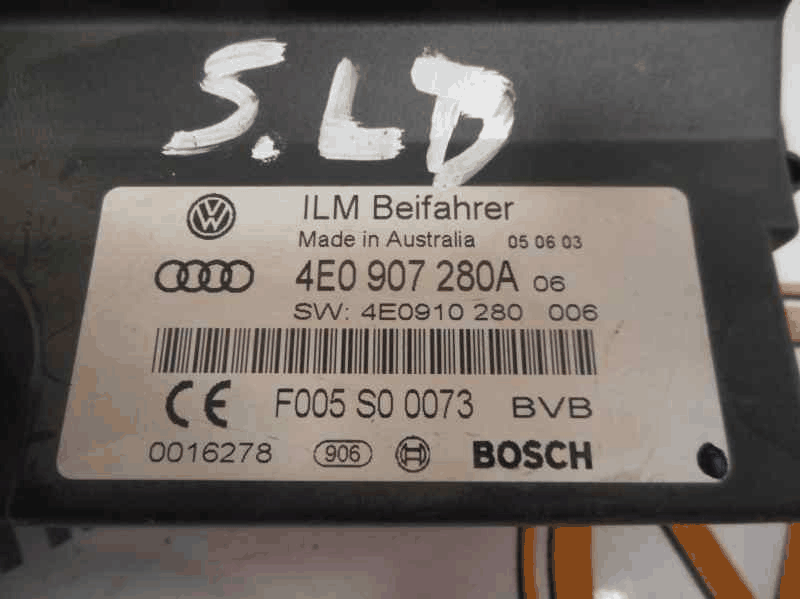 S.LD
ILM Beifahrer
Made in Australia 05 06 03
4E0 907 280A 06
SW: 4E0910 280 006
CE F005 S0 0073 BVB
0016278 906 BOSCH